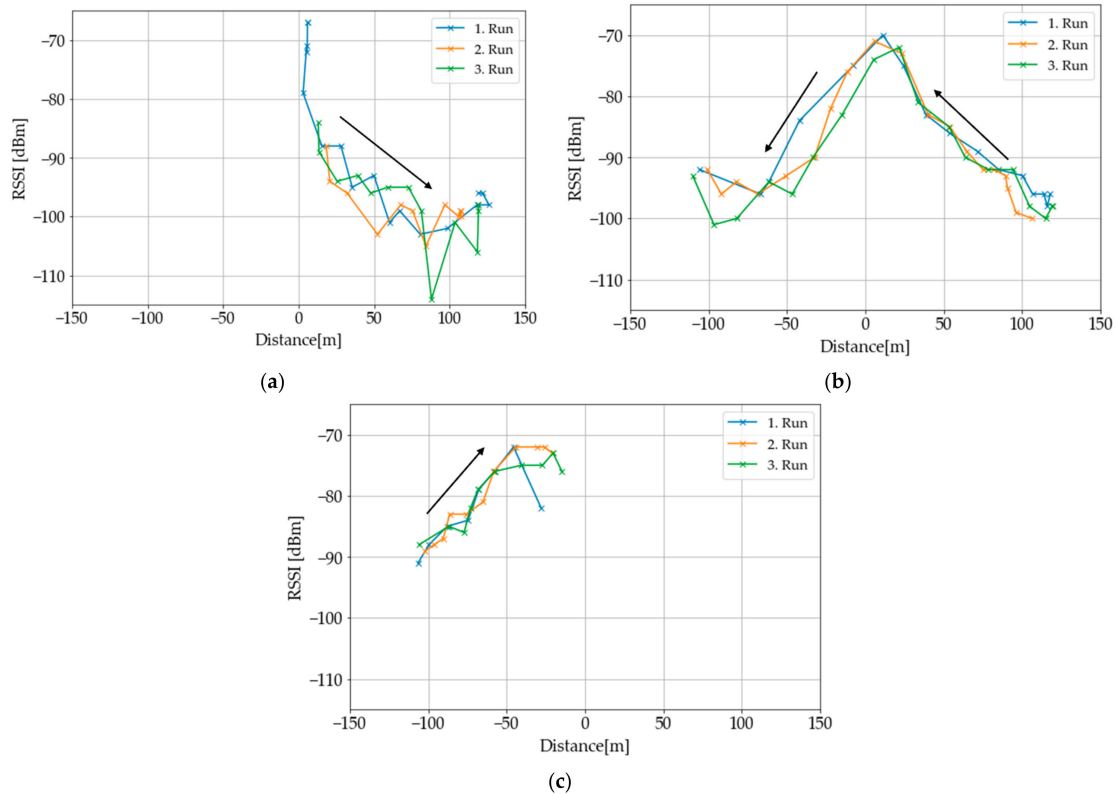 1. Run
2. Run
3. Run
RSSI [dBm]
−70
−80
−90
−100
−110
−150
−100
−50
0
50
100
150
Distance[m]
(a)
1. Run
2. Run
3. Run
RSSI [dBm]
−70
−80
−90
−100
−110
−150
−100
−50
0
50
100
150
Distance[m]
(b)
1. Run
2. Run
3. Run
RSSI [dBm]
−70
−80
−90
−100
−110
−150
−100
−50
0
50
100
150
Distance[m]
(c)